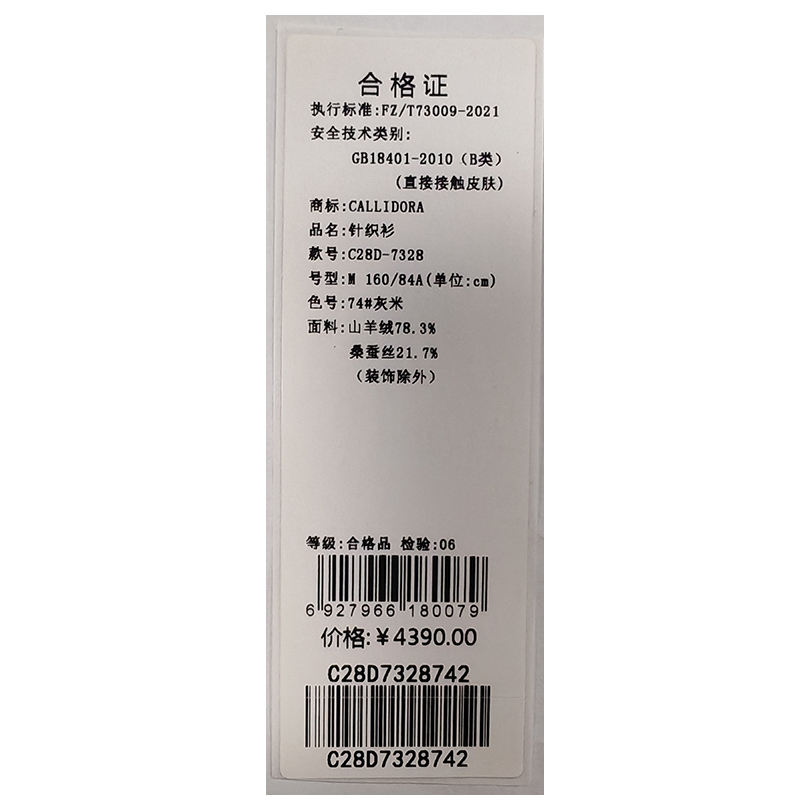 合格证
执行标准:FZ/T73009-2021
安全技术类别:
GB18401-2010（B类）
(直接接触皮肤)
商标:CALLIDORA
品名:针织衫
款号:C28D-7328
号型:M 160/84A(单位:cm)
色号:74#灰米
面料:山羊绒78.3%
桑蚕丝21.7%
（装饰除外）
等级:合格品 检验:06
6 927966 180079
价格:￥4390.00
C28D7328742
C28D7328742